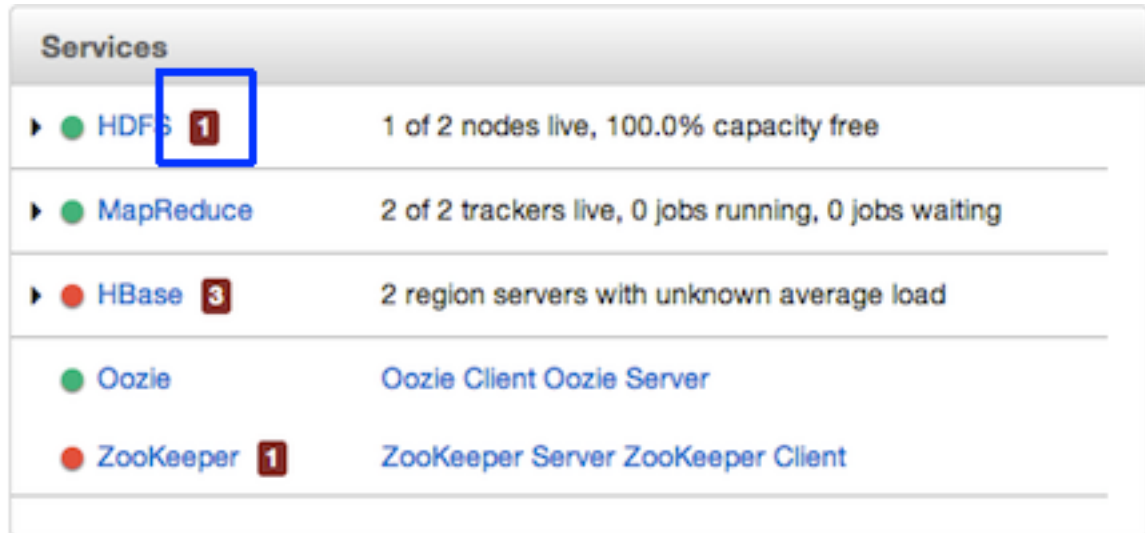 Services
HDFS 1 1 of 2 nodes live, 100.0% capacity free
MapReduce 2 of 2 trackers live, 0 jobs running, 0 jobs waiting
HBase 3 2 region servers with unknown average load
Oozie Oozie Client Oozie Server
ZooKeeper 1 ZooKeeper Server ZooKeeper Client